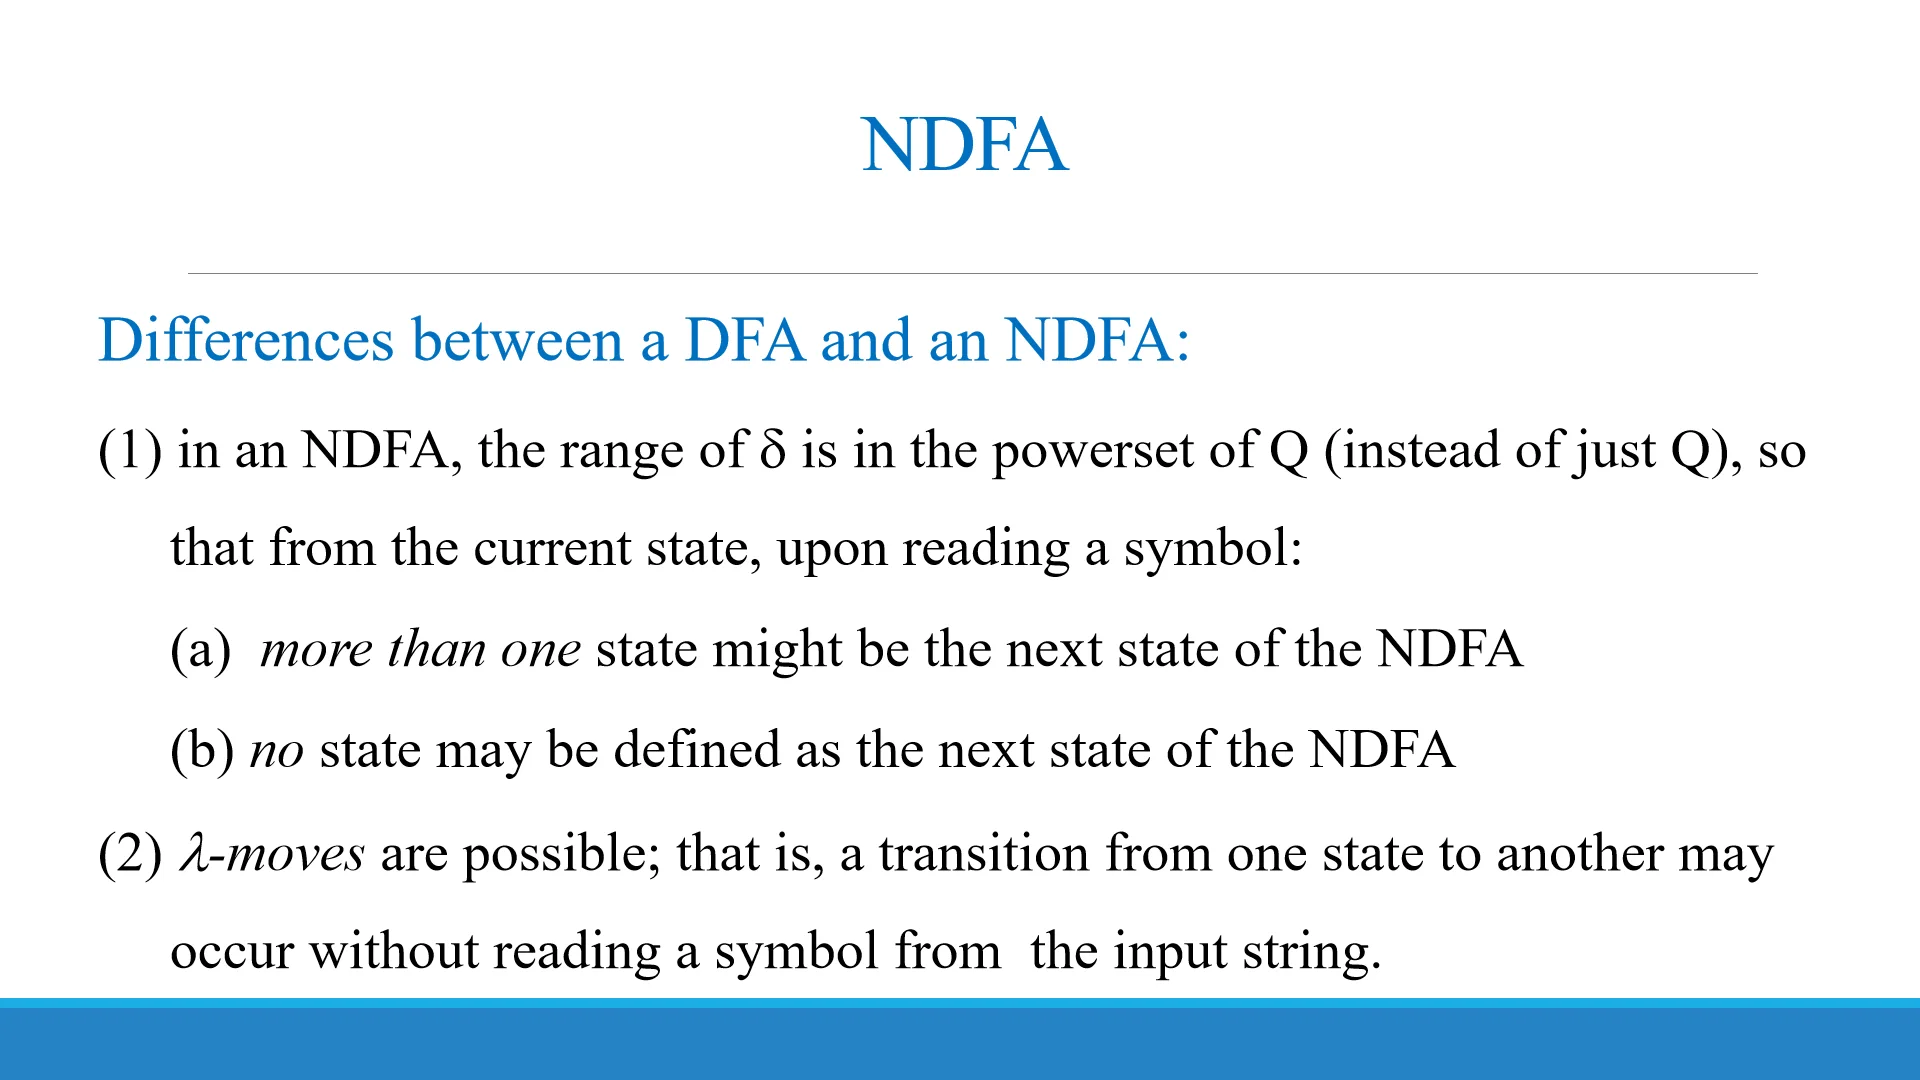 NDFA
Differences between a DFA and an NDFA:
(1) in an NDFA, the range of δ is in the powerset of Q (instead of just Q), so
that from the current state, upon reading a symbol:
(a) more than one state might be the next state of the NDFA
(b) no state may be defined as the next state of the NDFA
(2) λ-moves are possible; that is, a transition from one state to another may
occur without reading a symbol from the input string.